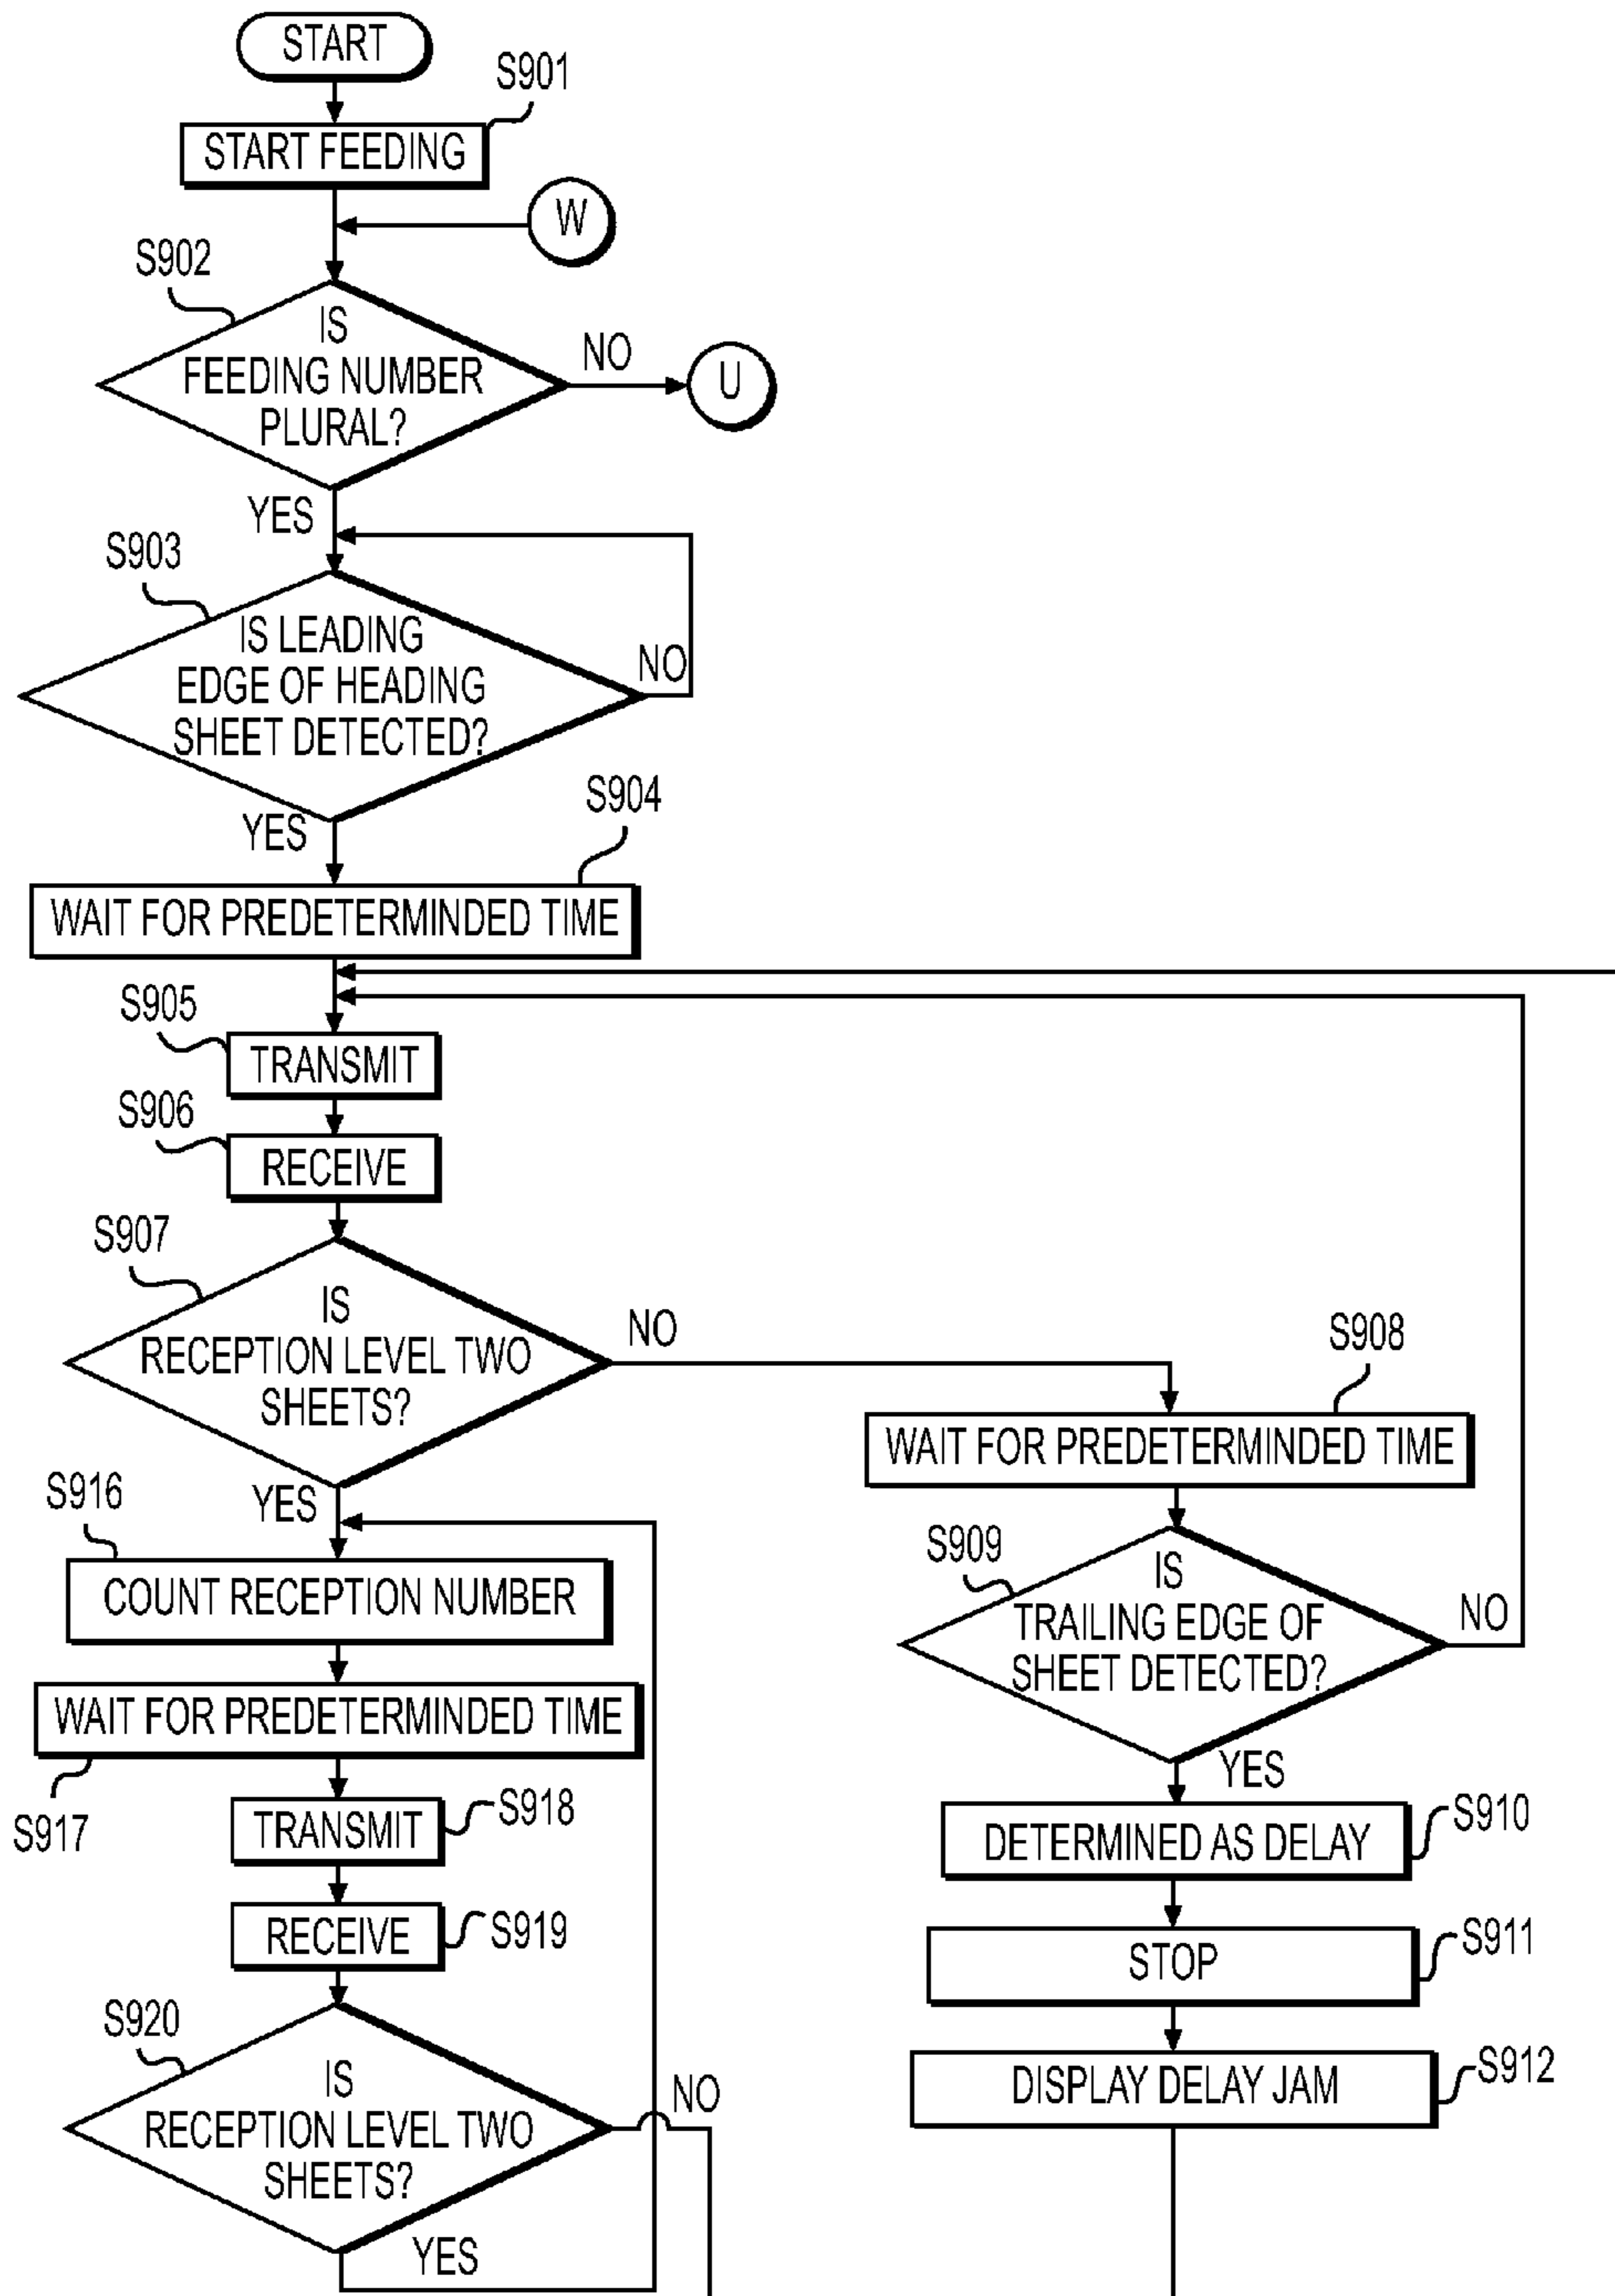 START
S901
START FEEDING
W
S902
IS
FEEDING NUMBER
PLURAL?
NO
U
YES
S903
IS LEADING
EDGE OF HEADING
SHEET DETECTED?
NO
YES
S904
WAIT FOR PREDETERMINDED TIME
S905
TRANSMIT
S906
RECEIVE
S907
IS
RECEPTION LEVEL TWO
SHEETS?
NO
YES
S908
WAIT FOR PREDETERMINDED TIME
S909
IS
TRAILING EDGE OF
SHEET DETECTED?
NO
YES
S910
DETERMINED AS DELAY
S911
STOP
S912
DISPLAY DELAY JAM
S916
COUNT RECEPTION NUMBER
WAIT FOR PREDETERMINDED TIME
S917
TRANSMIT
S918
RECEIVE
S919
S920
IS
RECEPTION LEVEL TWO
SHEETS?
NO
YES